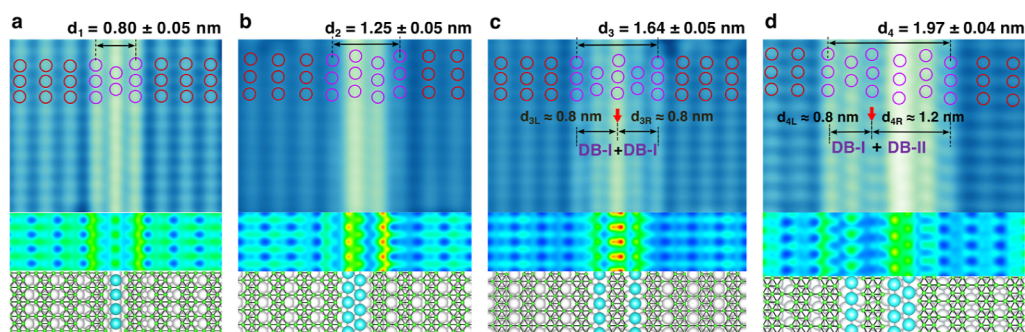 a
d₁ = 0.80 ± 0.05 nm
b
d₂ = 1.25 ± 0.05 nm
c
d₃ = 1.64 ± 0.05 nm
d₃L ≈ 0.8 nm
d₃R ≈ 0.8 nm
DB-I+DB-I
d
d₄ = 1.97 ± 0.04 nm
d₄L ≈ 0.8 nm
d₄R ≈ 1.2 nm
DB-I + DB-II